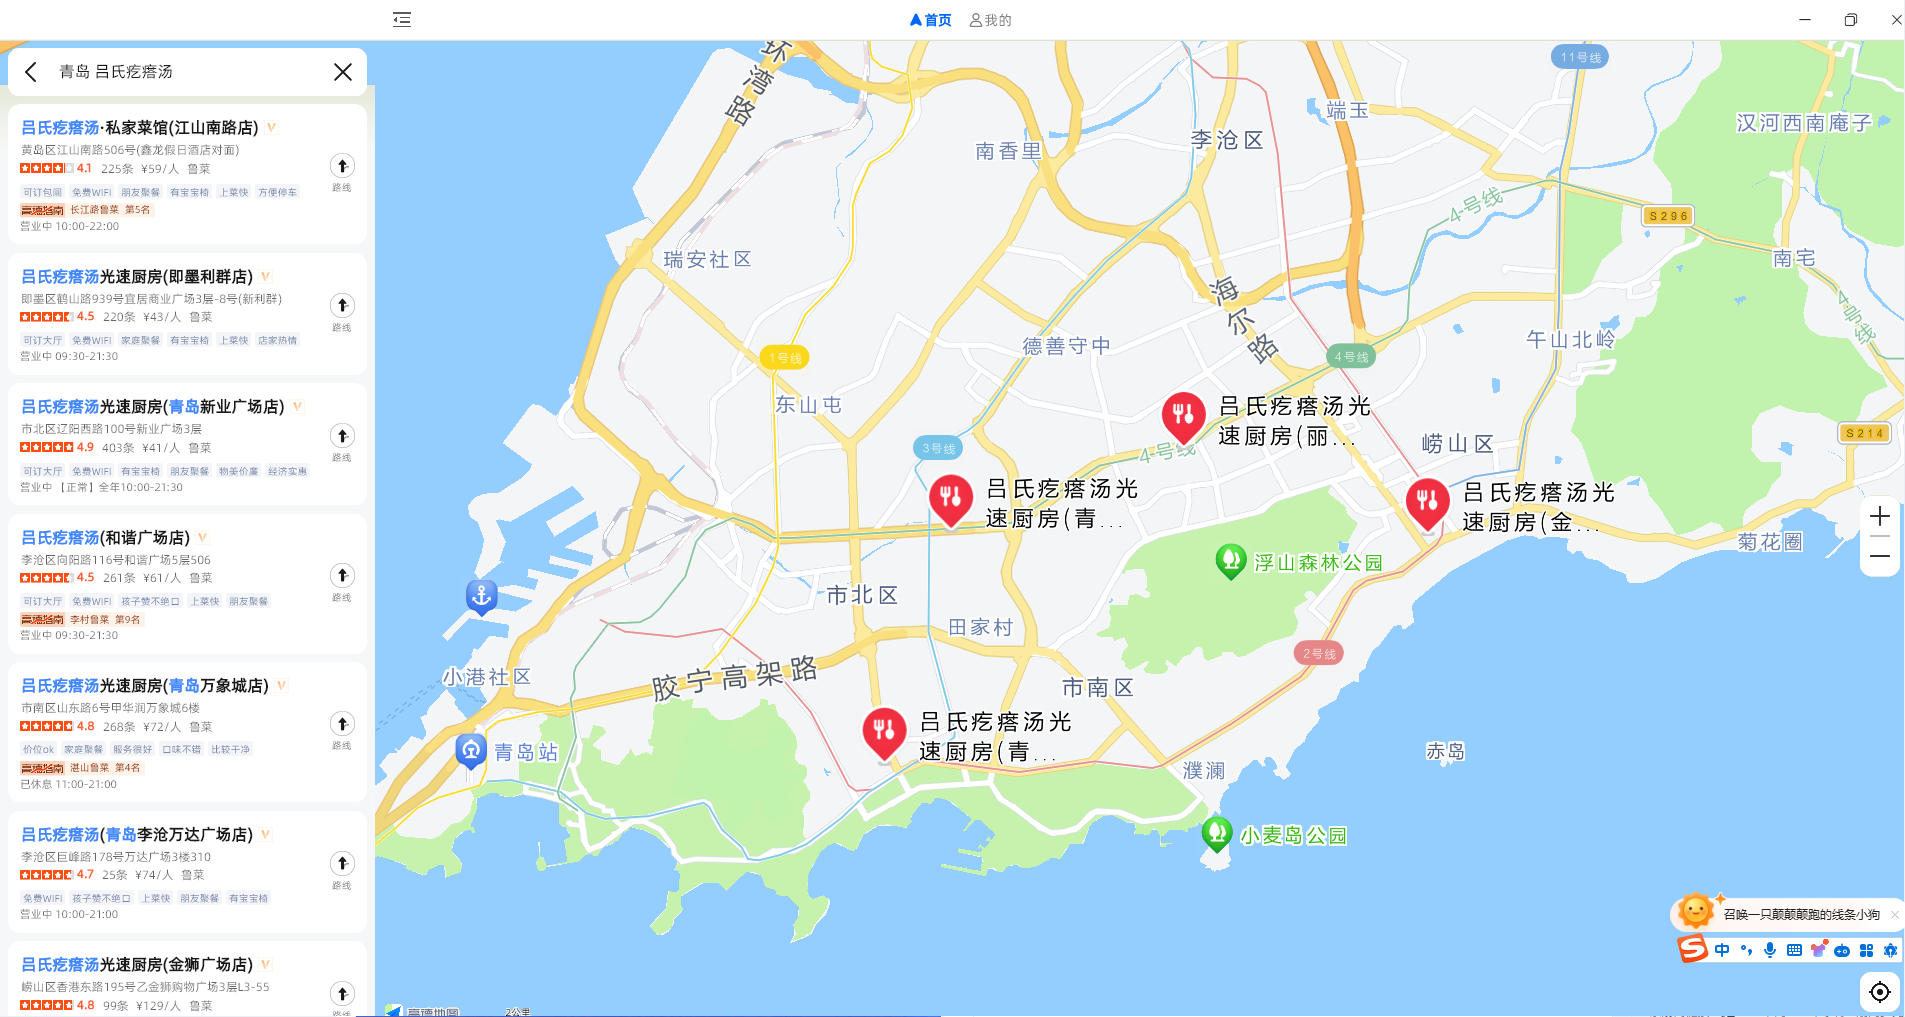 首页
我的
青岛 吕氏疙瘩汤
吕氏疙瘩汤·私家菜馆(江山南路店)
黄岛区江山南路506号(鑫龙假日酒店对面)
4.1 225条 ¥59/人 鲁菜
可订包间 免费WIFI 朋友聚餐 有宝宝椅 上菜快 方便停车
高德指南 长江路鲁菜 第5名
营业中 10:00-22:00
路线
吕氏疙瘩汤光速厨房(即墨利群店)
即墨区鹤山路939号宜居商业广场3层-8号(新利群)
4.5 220条 ¥43/人 鲁菜
可订大厅 免费WIFI 家庭聚餐 有宝宝椅 上菜快 店家热情
营业中 09:30-21:30
路线
吕氏疙瘩汤光速厨房(青岛新业广场店)
市北区辽阳西路100号新业广场3层
4.9 403条 ¥41/人 鲁菜
可订大厅 免费WIFI 有宝宝椅 朋友聚餐 物美价廉 经济实惠
营业中 【正常】全年10:00-21:30
路线
吕氏疙瘩汤(和谐广场店)
李沧区向阳路116号和谐广场5层506
4.5 261条 ¥61/人 鲁菜
可订大厅 免费WIFI 孩子赞不绝口 上菜快 朋友聚餐
高德指南 李村鲁菜 第9名
营业中 09:30-21:30
路线
吕氏疙瘩汤光速厨房(青岛万象城店)
市南区山东路6号甲华润万象城6楼
4.8 268条 ¥72/人 鲁菜
价位ok 家庭聚餐 服务很好 口味不错 比较干净
高德指南 湛山鲁菜 第4名
已休息 11:00-21:00
路线
吕氏疙瘩汤(青岛李沧万达广场店)
李沧区巨峰路178号万达广场3楼310
4.7 25条 ¥74/人 鲁菜
免费WIFI 孩子赞不绝口 上菜快 朋友聚餐 有宝宝椅
营业中 10:00-21:00
路线
吕氏疙瘩汤光速厨房(金狮广场店)
崂山区香港东路195号乙金狮购物广场3层L3-55
4.8 99条 ¥129/人 鲁菜
路线
环湾路
11号线
端玉
汉河西南庵子
李沧区
南香里
4号线
S296
瑞安社区
南宅
海尔路
4号线
午山北岭
德善守中
4号线
1号线
东山屯
吕氏疙瘩汤光
速厨房(丽...
S214
崂山区
3号线
4号线
吕氏疙瘩汤光
速厨房(青...
吕氏疙瘩汤光
速厨房(金...
菊花圈
浮山森林公园
市北区
田家村
2号线
小港社区
胶宁高架路
市南区
吕氏疙瘩汤光
速厨房(青...
青岛站
赤岛
濮澜
小麦岛公园
召唤一只颠颠颠跑的线条小狗
中
高德地图
2公里